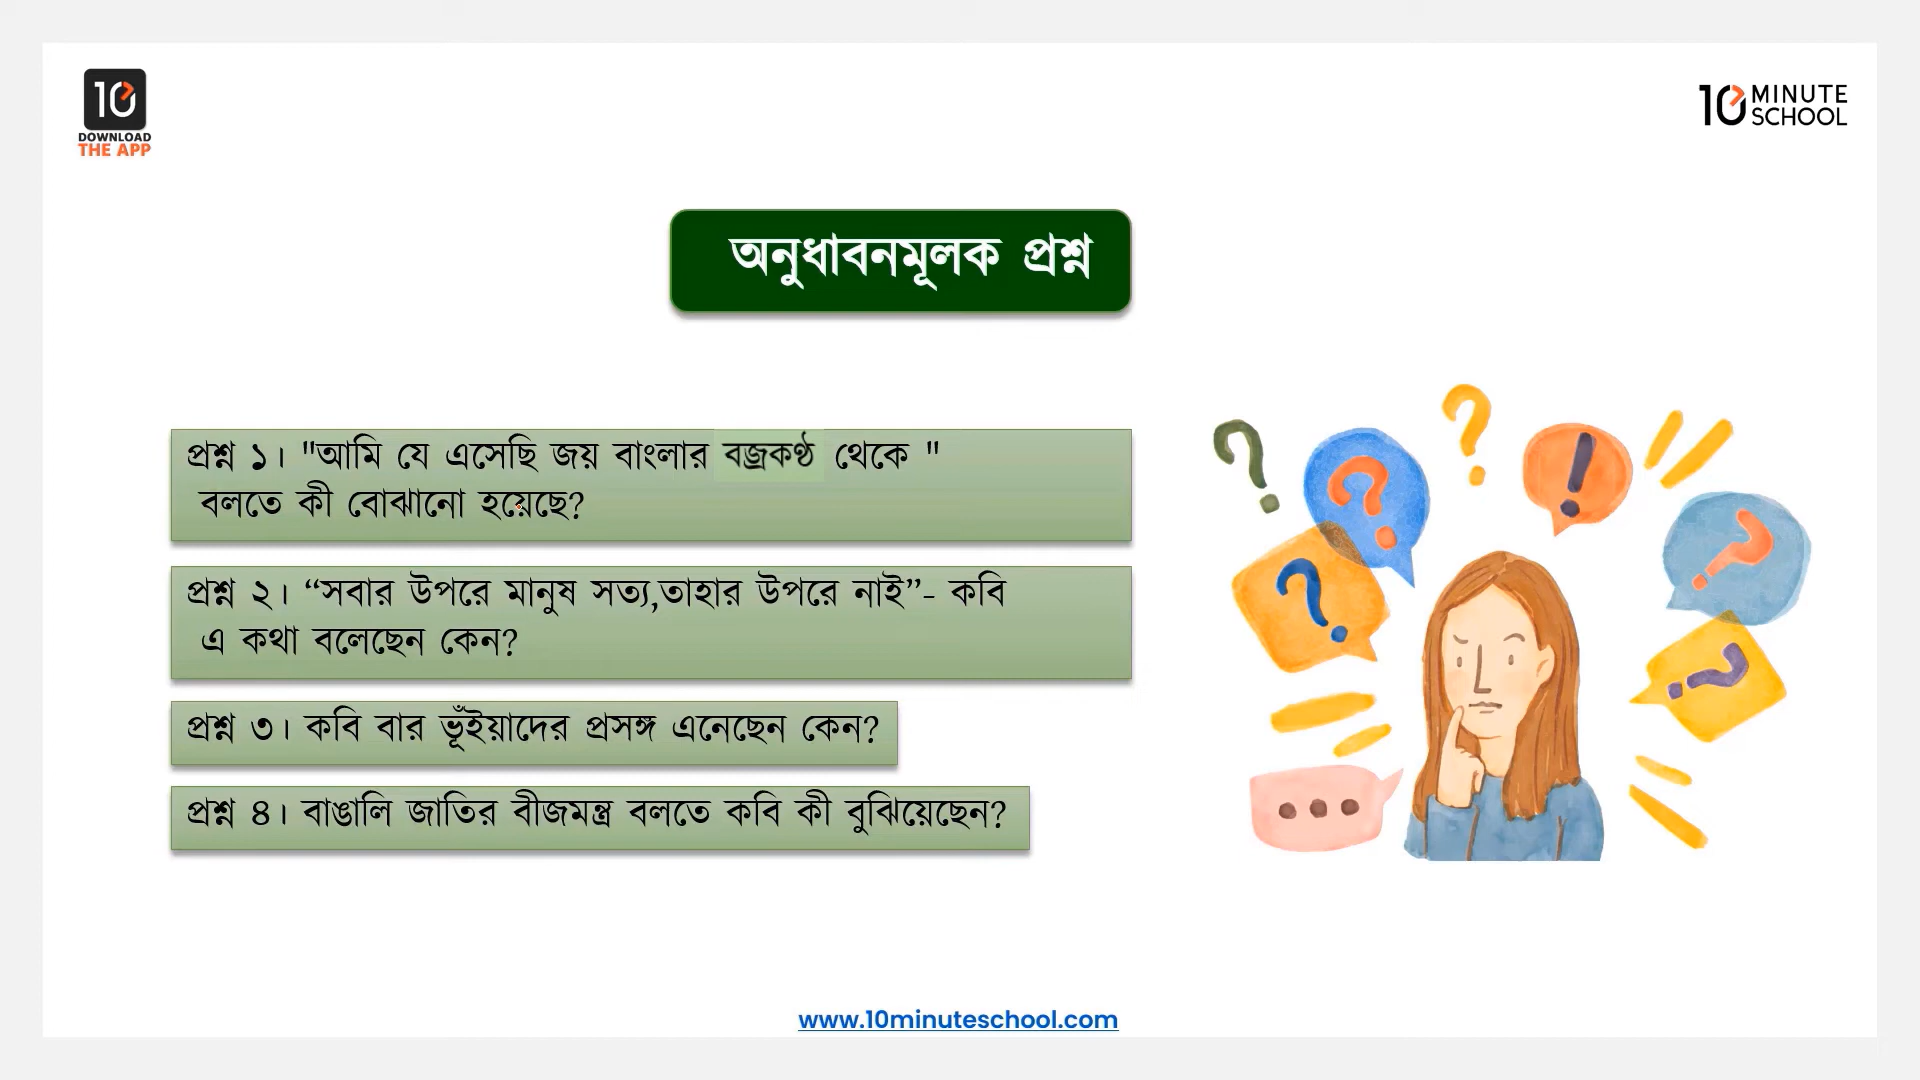 10
DOWNLOAD
THE APP
10 MINUTE
SCHOOL
অনুধাবনমূলক প্রশ্ন
প্রশ্ন ১। "আমি যে এসেছি জয় বাংলার বজ্রকণ্ঠ থেকে "
বলতে কী বোঝানো হয়েছে?
প্রশ্ন ২। “সবার উপরে মানুষ সত্য,তাহার উপরে নাই”- কবি
এ কথা বলেছেন কেন?
প্রশ্ন ৩। কবি বার ভূঁইয়াদের প্রসঙ্গ এনেছেন কেন?
প্রশ্ন ৪। বাঙালি জাতির বীজমন্ত্র বলতে কবি কী বুঝিয়েছেন?
www.10minuteschool.com